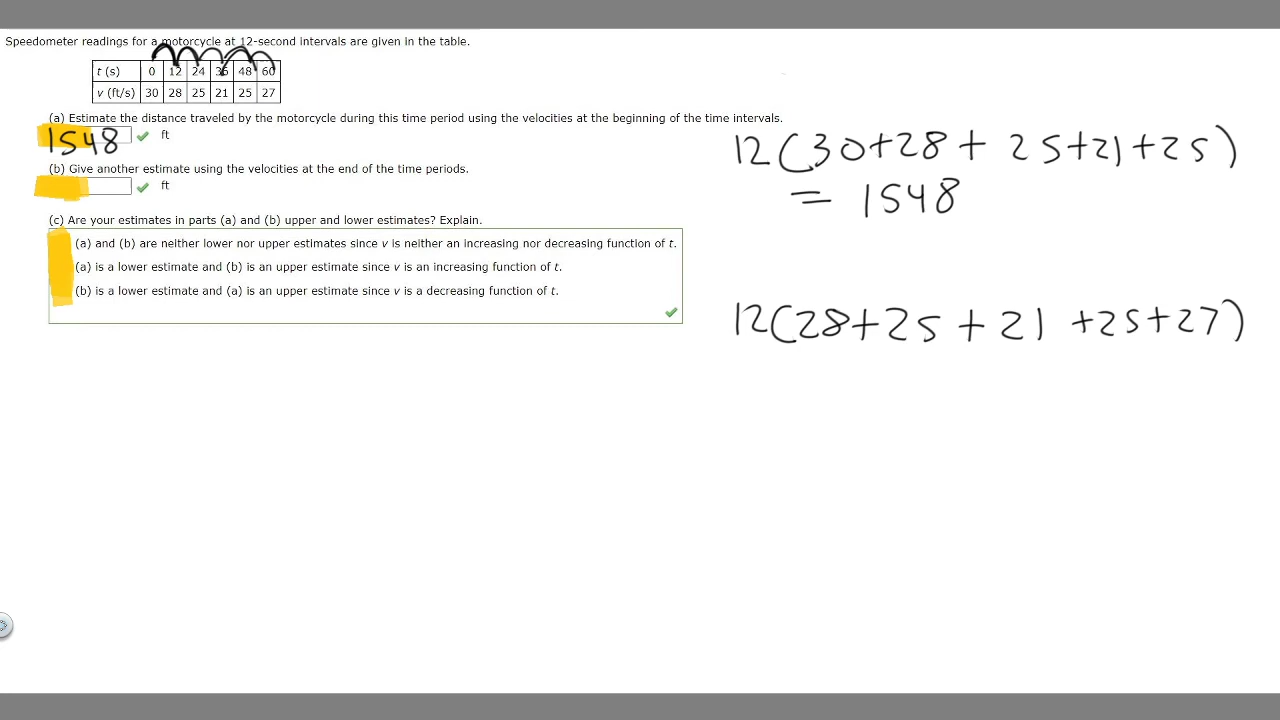 Speedometer readings for a motorcycle at 12-second intervals are given in the table.
t (s) 0 12 24 36 48 60
v (ft/s) 30 28 25 21 25 27
(a) Estimate the distance traveled by the motorcycle during this time period using the velocities at the beginning of the time intervals.
1548 ft
12(30+28+ 25+21+25)
= 1548
(b) Give another estimate using the velocities at the end of the time periods.
ft
(c) Are your estimates in parts (a) and (b) upper and lower estimates? Explain.
(a) and (b) are neither lower nor upper estimates since v is neither an increasing nor decreasing function of t.
(a) is a lower estimate and (b) is an upper estimate since v is an increasing function of t.
(b) is a lower estimate and (a) is an upper estimate since v is a decreasing function of t.
12(28+25 + 21 +25+27)